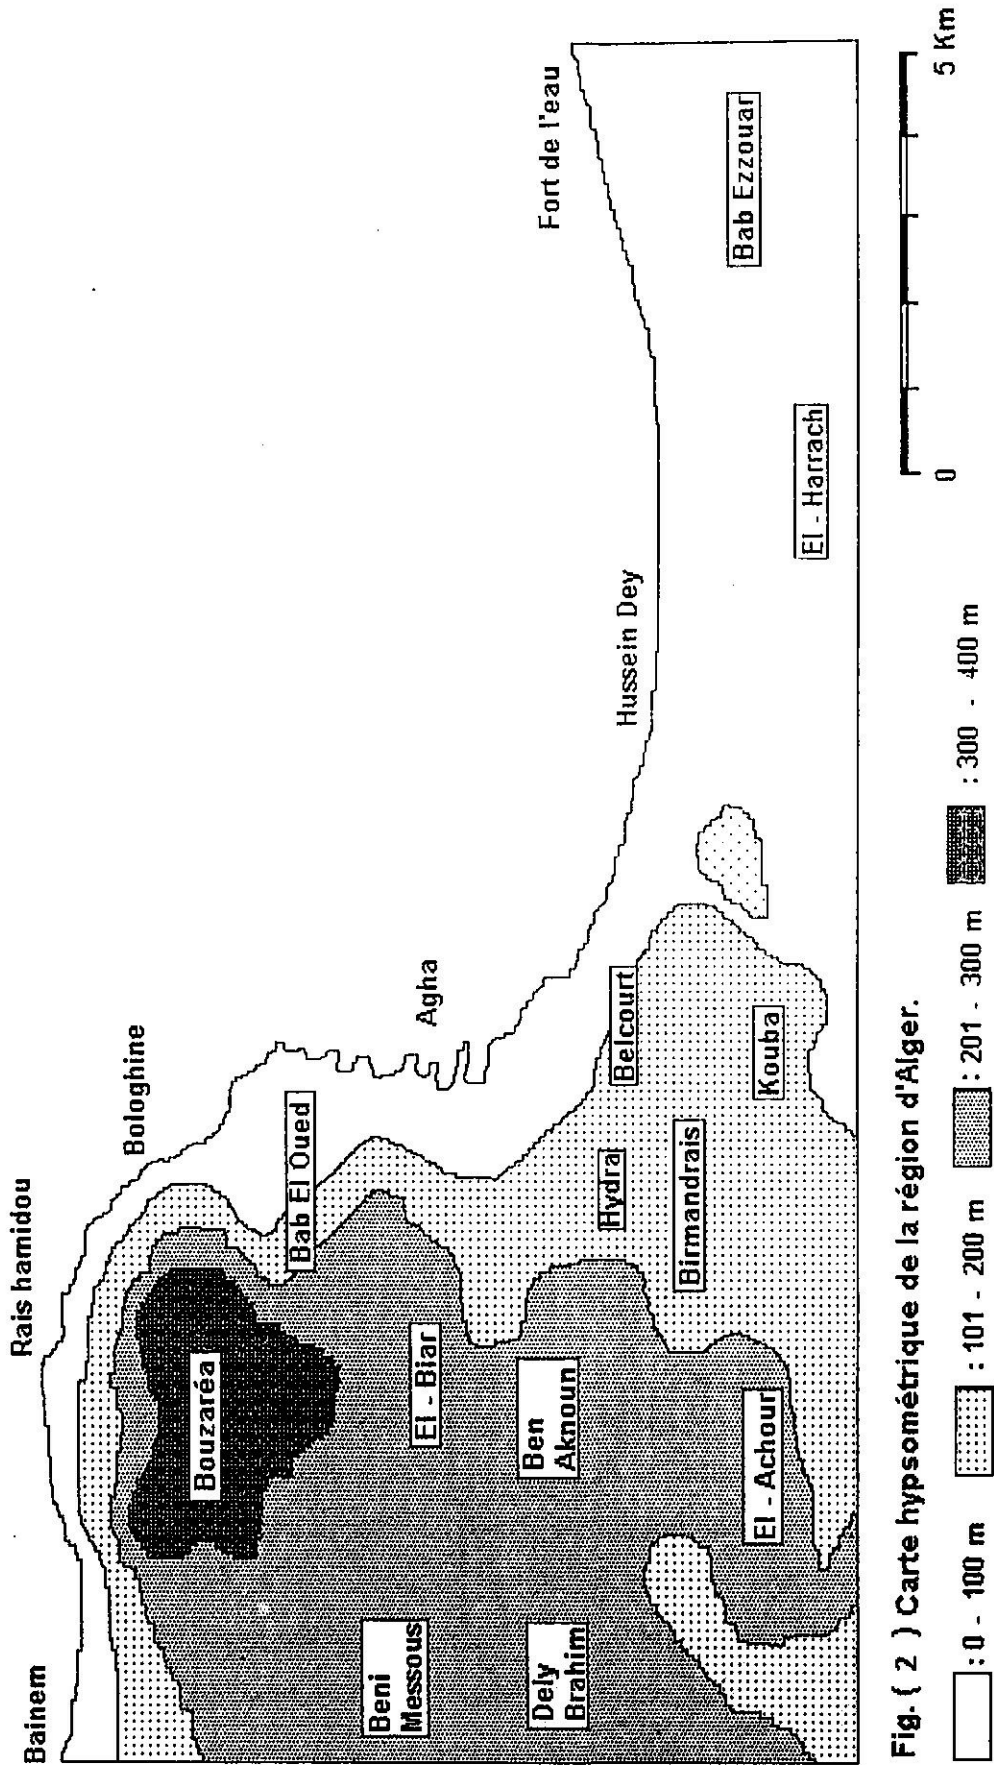 Bainem
Rais hamidou
Bologhine
Bouzaréa
Bab El Oued
Agha
Beni
Messous
El - Biar
Dely
Brahim
Ben
Aknoun
Hydra
Belcourt
Hussein Dey
Fort de l'eau
Birmandrais
El - Achour
Kouba
El - Harrach
Bab Ezzouar
Fig. ( 2 ) Carte hypsométrique de la région d'Alger.
0
5 Km
: 0 - 100 m
: 101 - 200 m
: 201 - 300 m
: 300 - 400 m